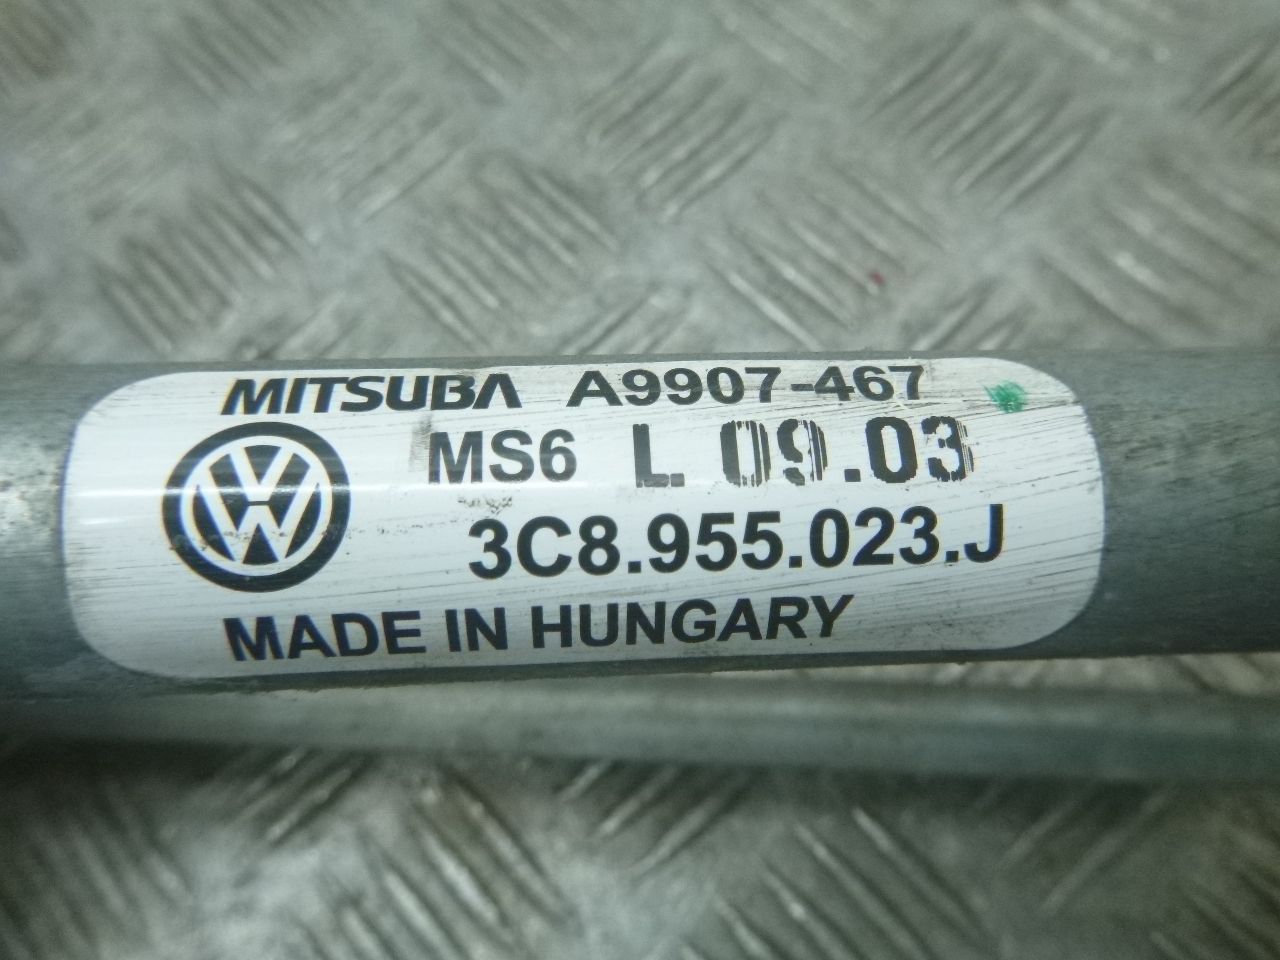 MITSUBA A9907-467
MS6 L 09.03
3C8.955.023.J
MADE IN HUNGARY